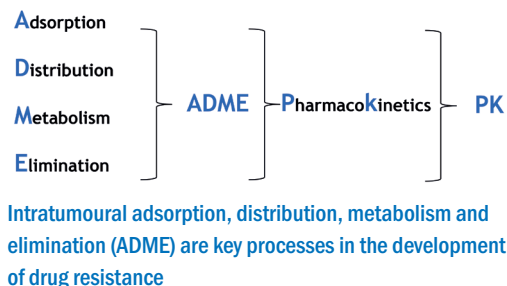 Adsorption
Distribution
Metabolism
Elimination
ADME
Pharmacokinetics
PK
Intratumoural adsorption, distribution, metabolism and
elimination (ADME) are key processes in the development
of drug resistance